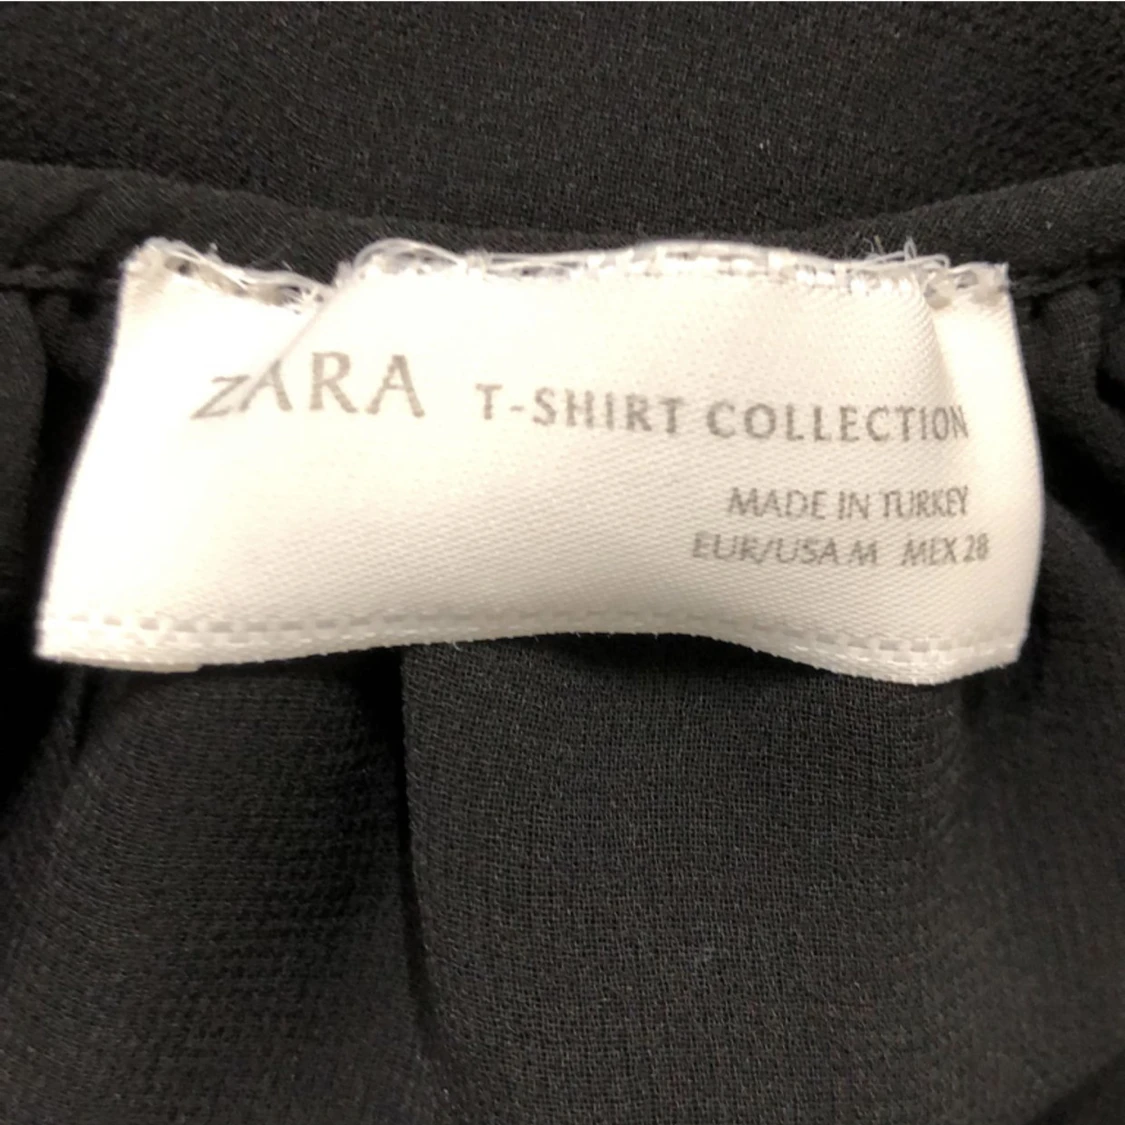 ZARA T-SHIRT COLLECTION
MADE IN TURKEY
EUR/USA M MEX 28